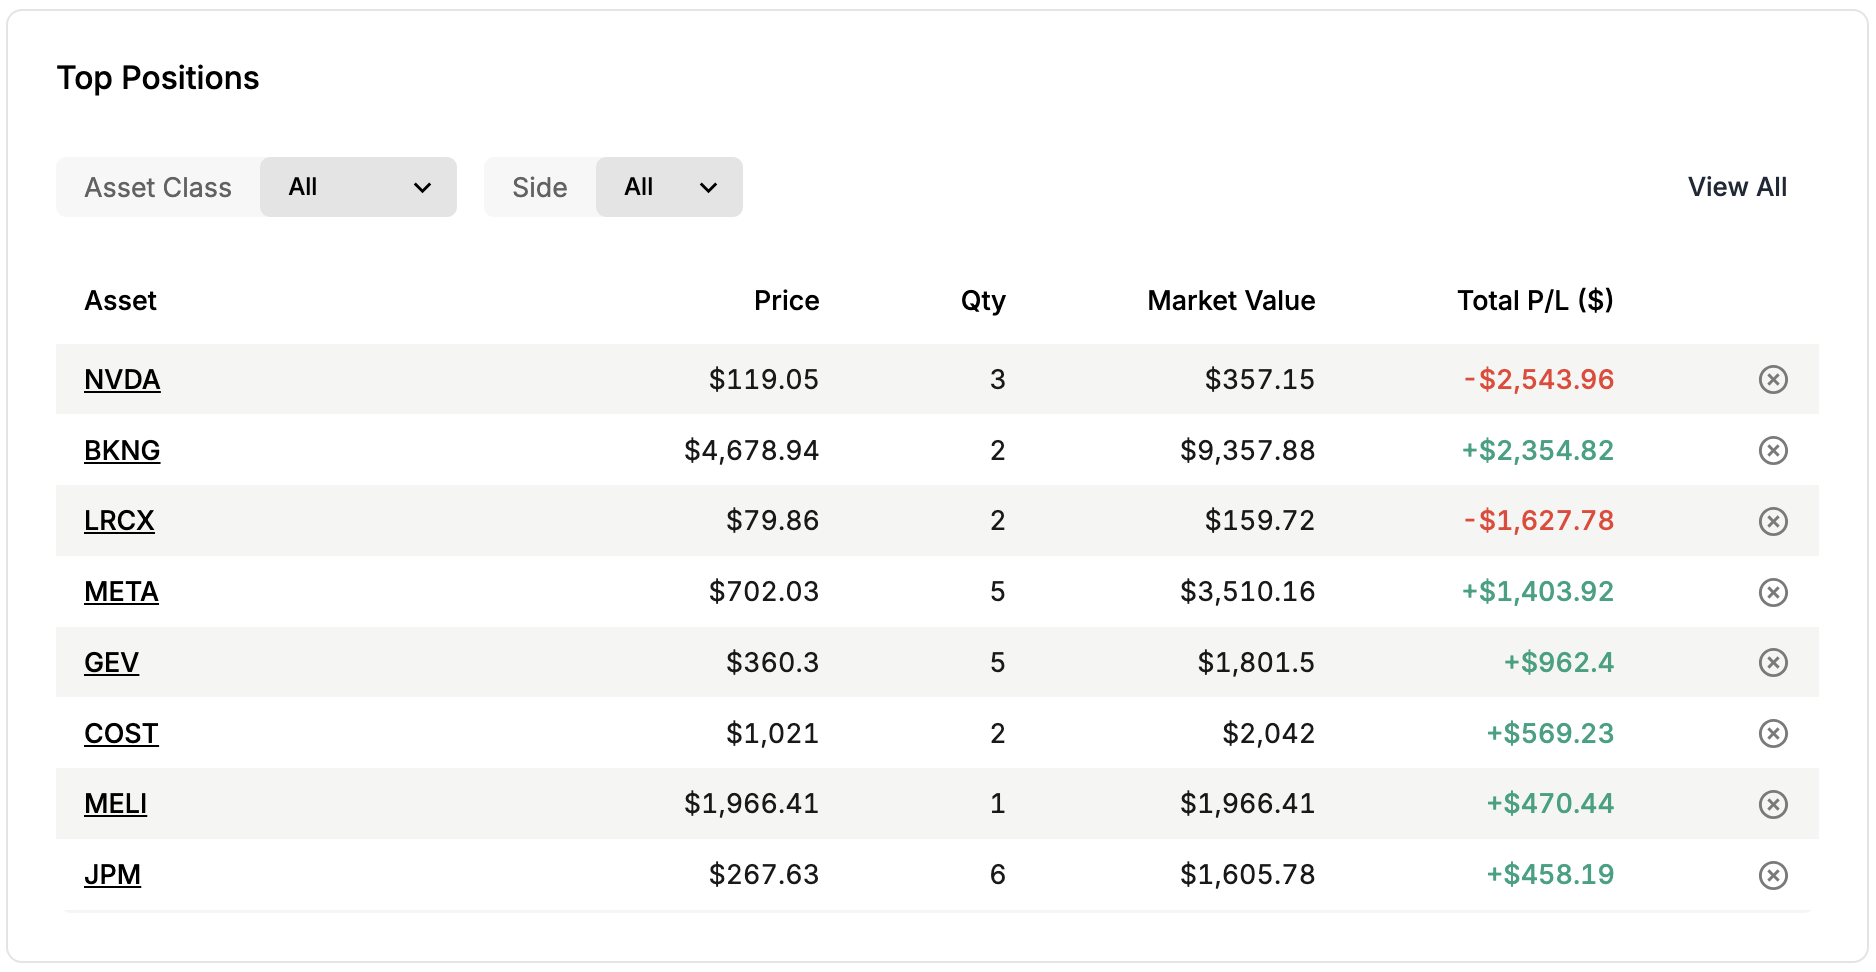 Top Positions
Asset Class All Side All View All
Asset Price Qty Market Value Total P/L ($)
NVDA $119.05 3 $357.15 -$2,543.96
BKNG $4,678.94 2 $9,357.88 +$2,354.82
LRCX $79.86 2 $159.72 -$1,627.78
META $702.03 5 $3,510.16 +$1,403.92
GEV $360.3 5 $1,801.5 +$962.4
COST $1,021 2 $2,042 +$569.23
MELI $1,966.41 1 $1,966.41 +$470.44
JPM $267.63 6 $1,605.78 +$458.19